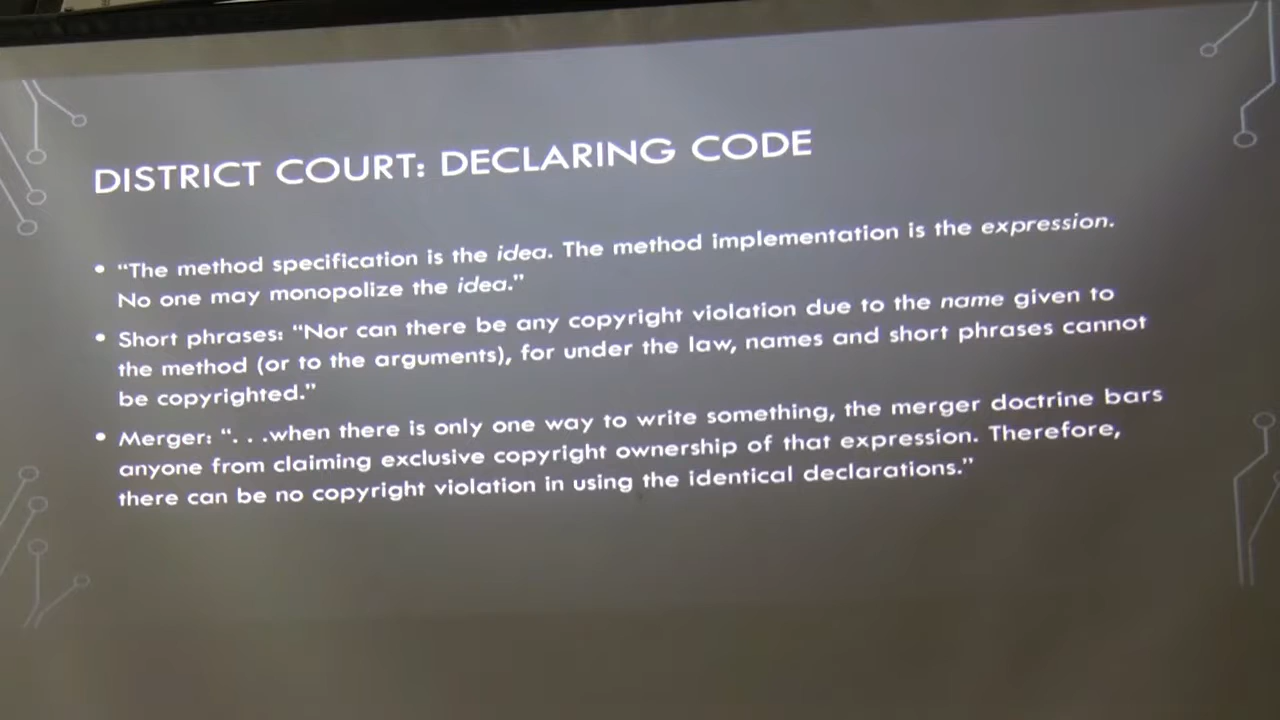 DISTRICT COURT: DECLARING CODE
• “The method specification is the idea. The method implementation is the expression.
No one may monopolize the idea.”
• Short phrases: “Nor can there be any copyright violation due to the name given to
the method (or to the arguments), for under the law, names and short phrases cannot
be copyrighted.”
• Merger: “. . .when there is only one way to write something, the merger doctrine bars
anyone from claiming exclusive copyright ownership of that expression. Therefore,
there can be no copyright violation in using the identical declarations.”